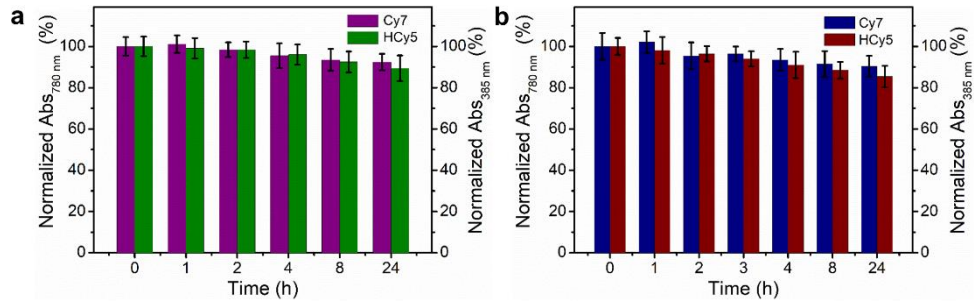 a
Cy7
HCy5
Normalized Abs780 nm (%)
100
80
60
40
20
0
0 1 2 4 8 24
Time (h)
100
80
60
40
20
0
Normalized Abs385 nm (%)
b
Cy7
HCy5
Normalized Abs780 nm (%)
100
80
60
40
20
0
0 1 2 3 4 8 24
Time (h)
100
80
60
40
20
0
Normalized Abs385 nm (%)